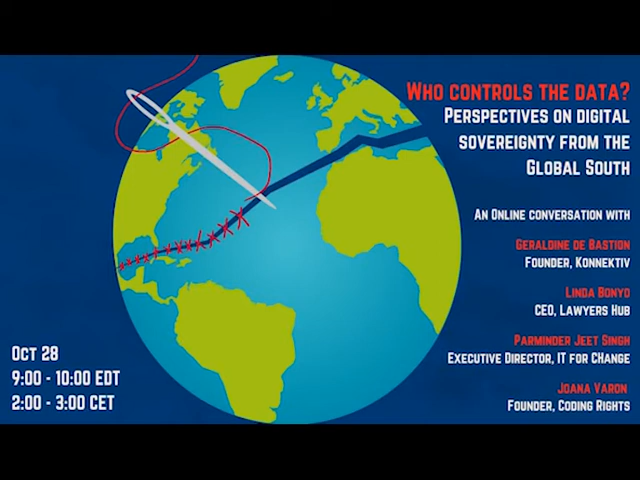 Who controls the data?
Perspectives on digital
sovereignty from the
Global South
An Online conversation with
Geraldine de Bastion
Founder, Konnektiv
Linda Bonyo
CEO, Lawyers Hub
Parminder Jeet Singh
Executive Director, IT for CHange
Joana Varon
Founder, Coding Rights
Oct 28
9:00 - 10:00 EDT
2:00 - 3:00 CET